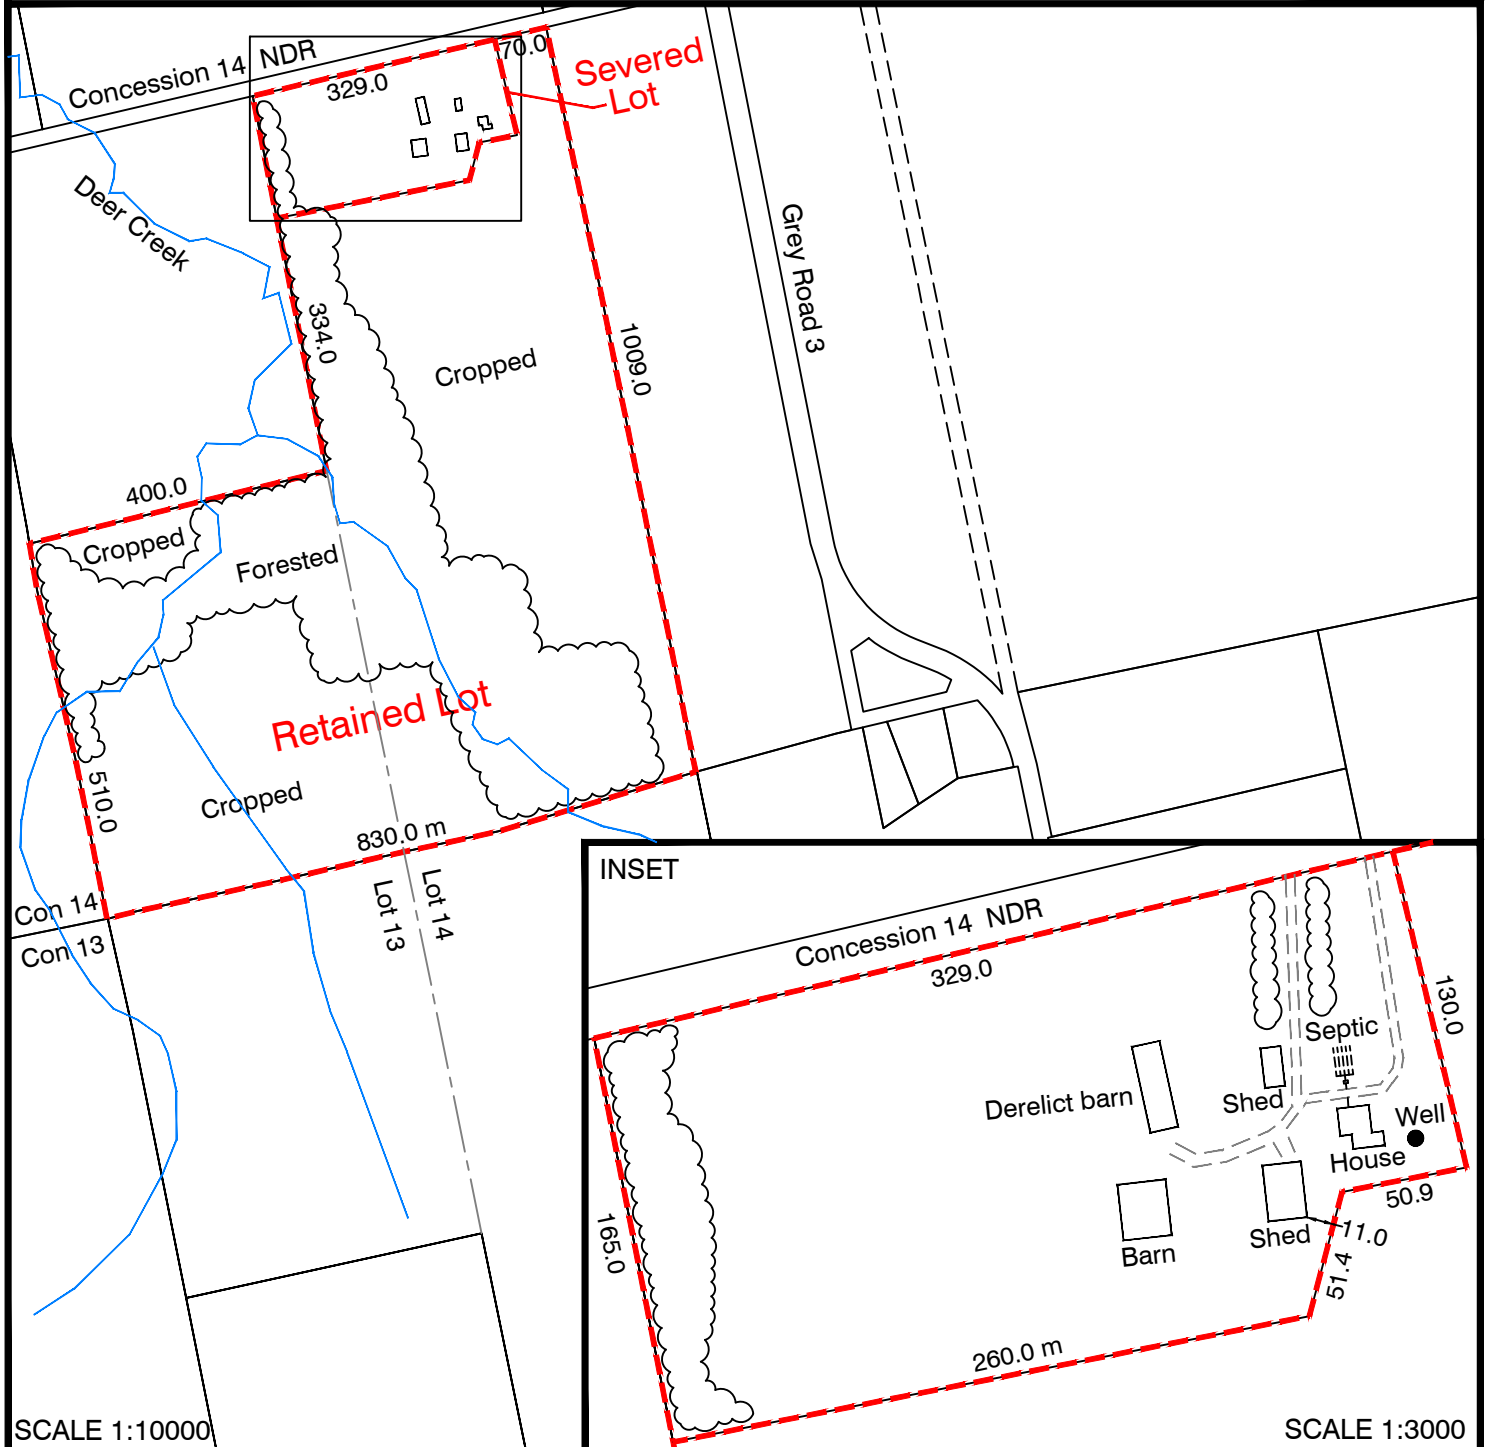 Concession 14 NDR
70.0
329.0
Severed
Lot
Deer Creek
Grey Road 3
334.0
1009.0
Cropped
400.0
Cropped
Forested
Retained Lot
510.0
Cropped
830.0 m
Lot 13
Lot 14
Con 14
Con 13
SCALE 1:10000
INSET
Concession 14 NDR
329.0
130.0
Septic
Derelict barn
Shed
Well
House
50.9
165.0
Barn
Shed
11.0
51.4
260.0 m
SCALE 1:3000